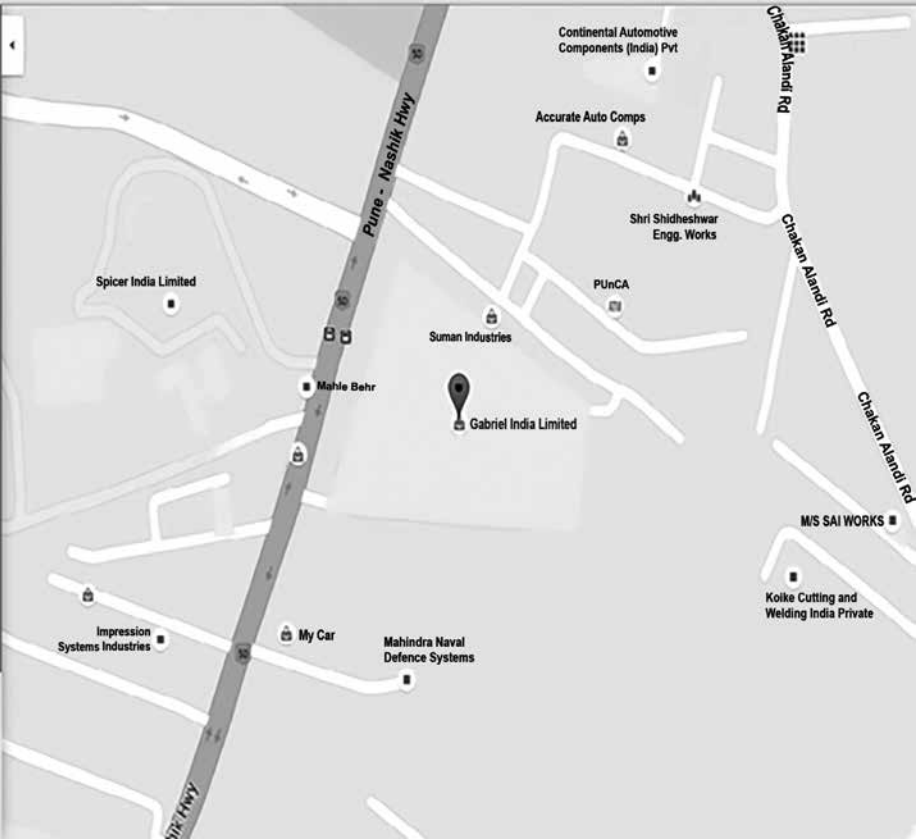 Continental Automotive
Components (India) Pvt
Chakan Alandi Rd
50
Accurate Auto Comps
Pune - Nashik Hwy
Shri Shidheshwar
Engg. Works
Chakan Alandi Rd
Spicer India Limited
PUnCA
50
Suman Industries
Mahle Behr
Gabriel India Limited
Chakan Alandi Rd
M/S SAI WORKS
Koike Cutting and
Welding India Private
Impression
Systems Industries
My Car
Mahindra Naval
Defence Systems
50
hik Hwy